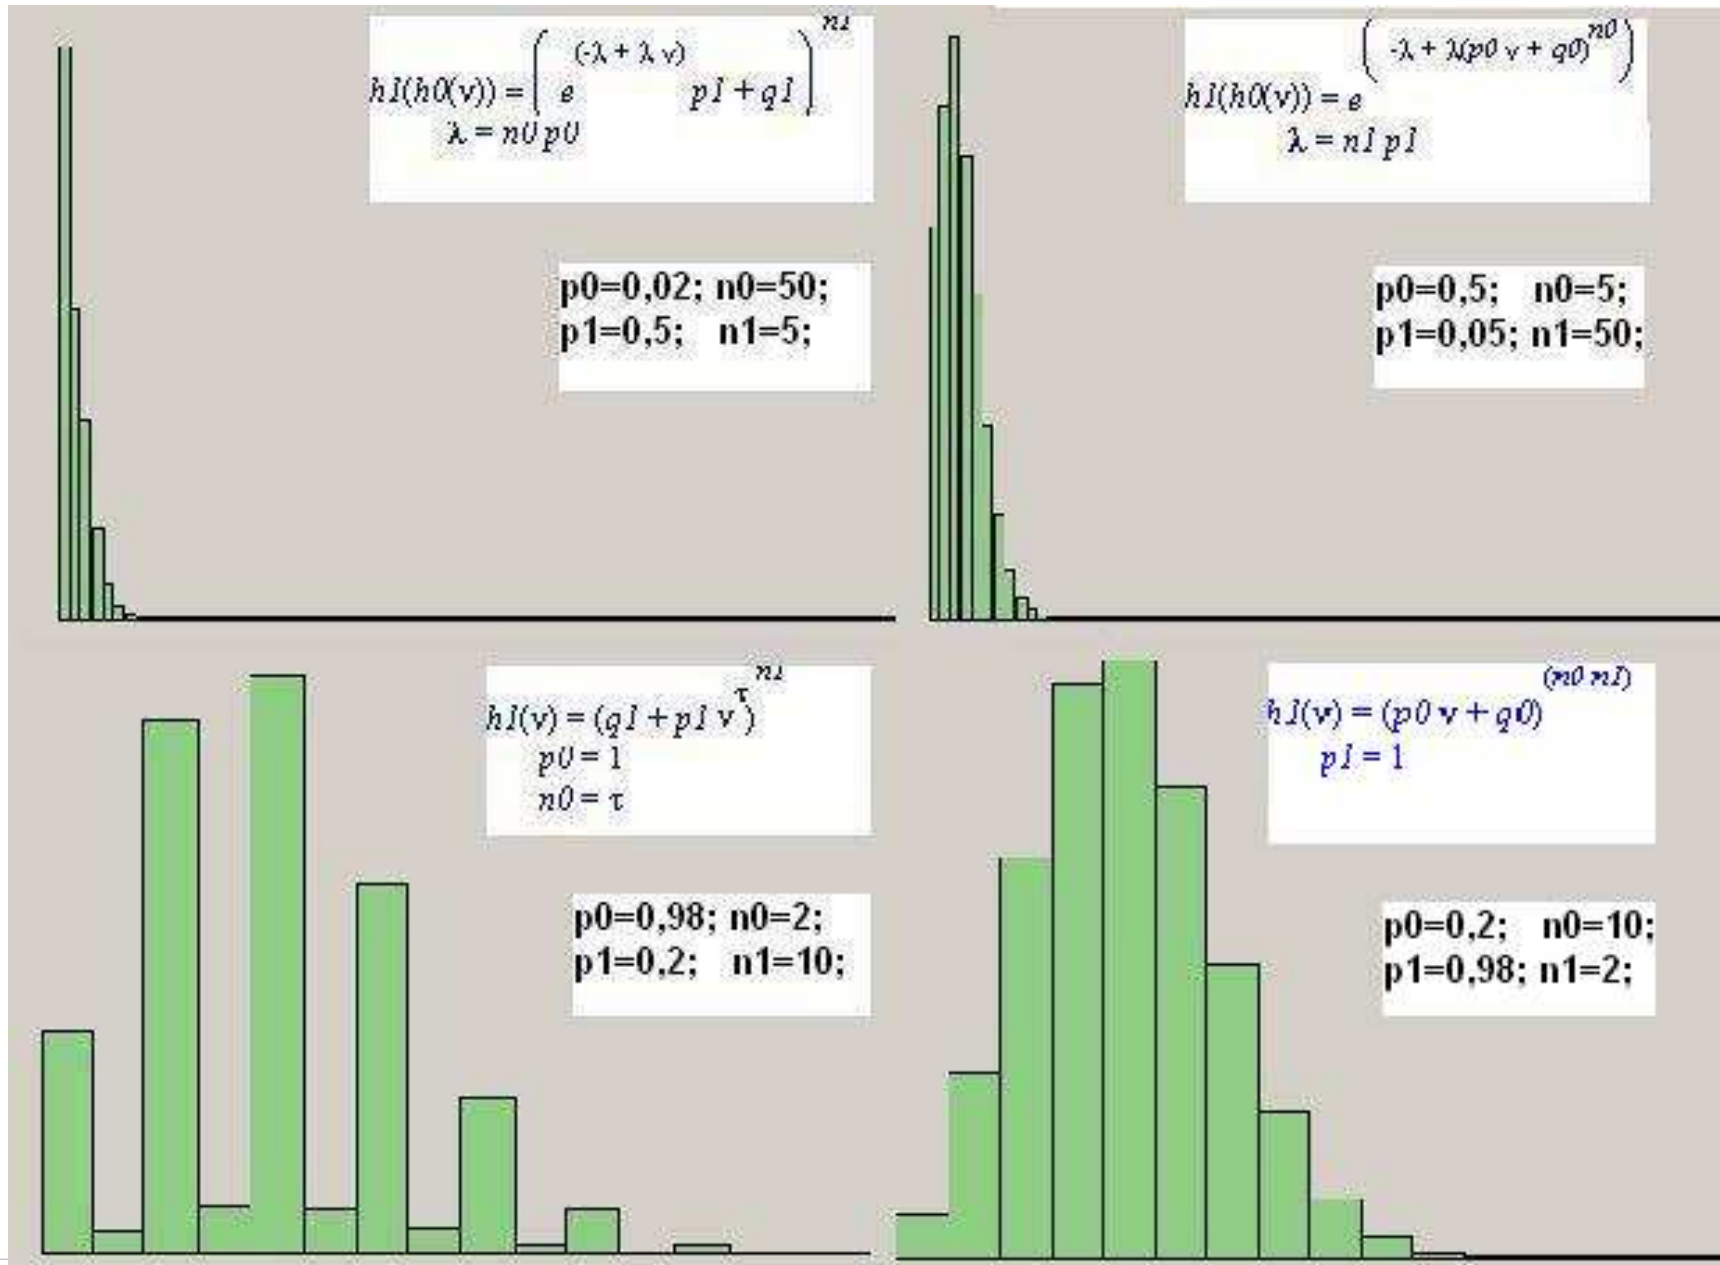 h1(h0(v)) = (e^(-λ + λ v) p1 + q1)^n1
λ = n0 p0
p0=0,02; n0=50;
p1=0,5; n1=5;
h1(h0(v)) = e^(-λ + λ(p0 v + q0)^n0)
λ = n1 p1
p0=0,5; n0=5;
p1=0,05; n1=50;
h1(v) = (q1 + p1 v^τ)^n1
p0 = 1
n0 = τ
p0=0,98; n0=2;
p1=0,2; n1=10;
h1(v) = (p0 v + q0)^(n0 n1)
p1 = 1
p0=0,2; n0=10;
p1=0,98; n1=2;